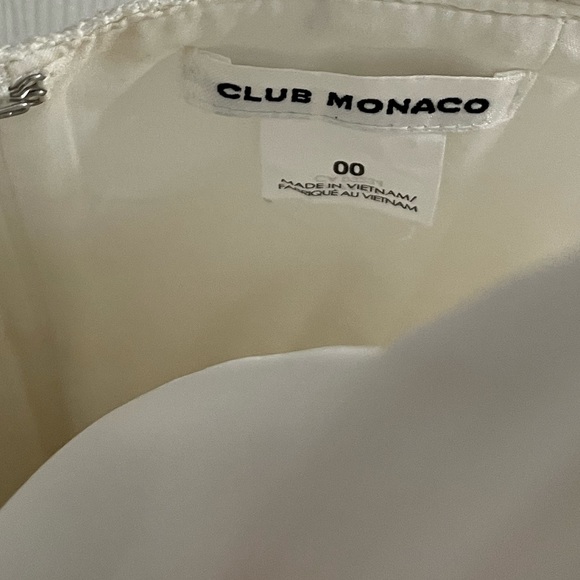 CLUB MONACO
00
MADE IN VIETNAM/
FABRIQUÉ AU VIETNAM